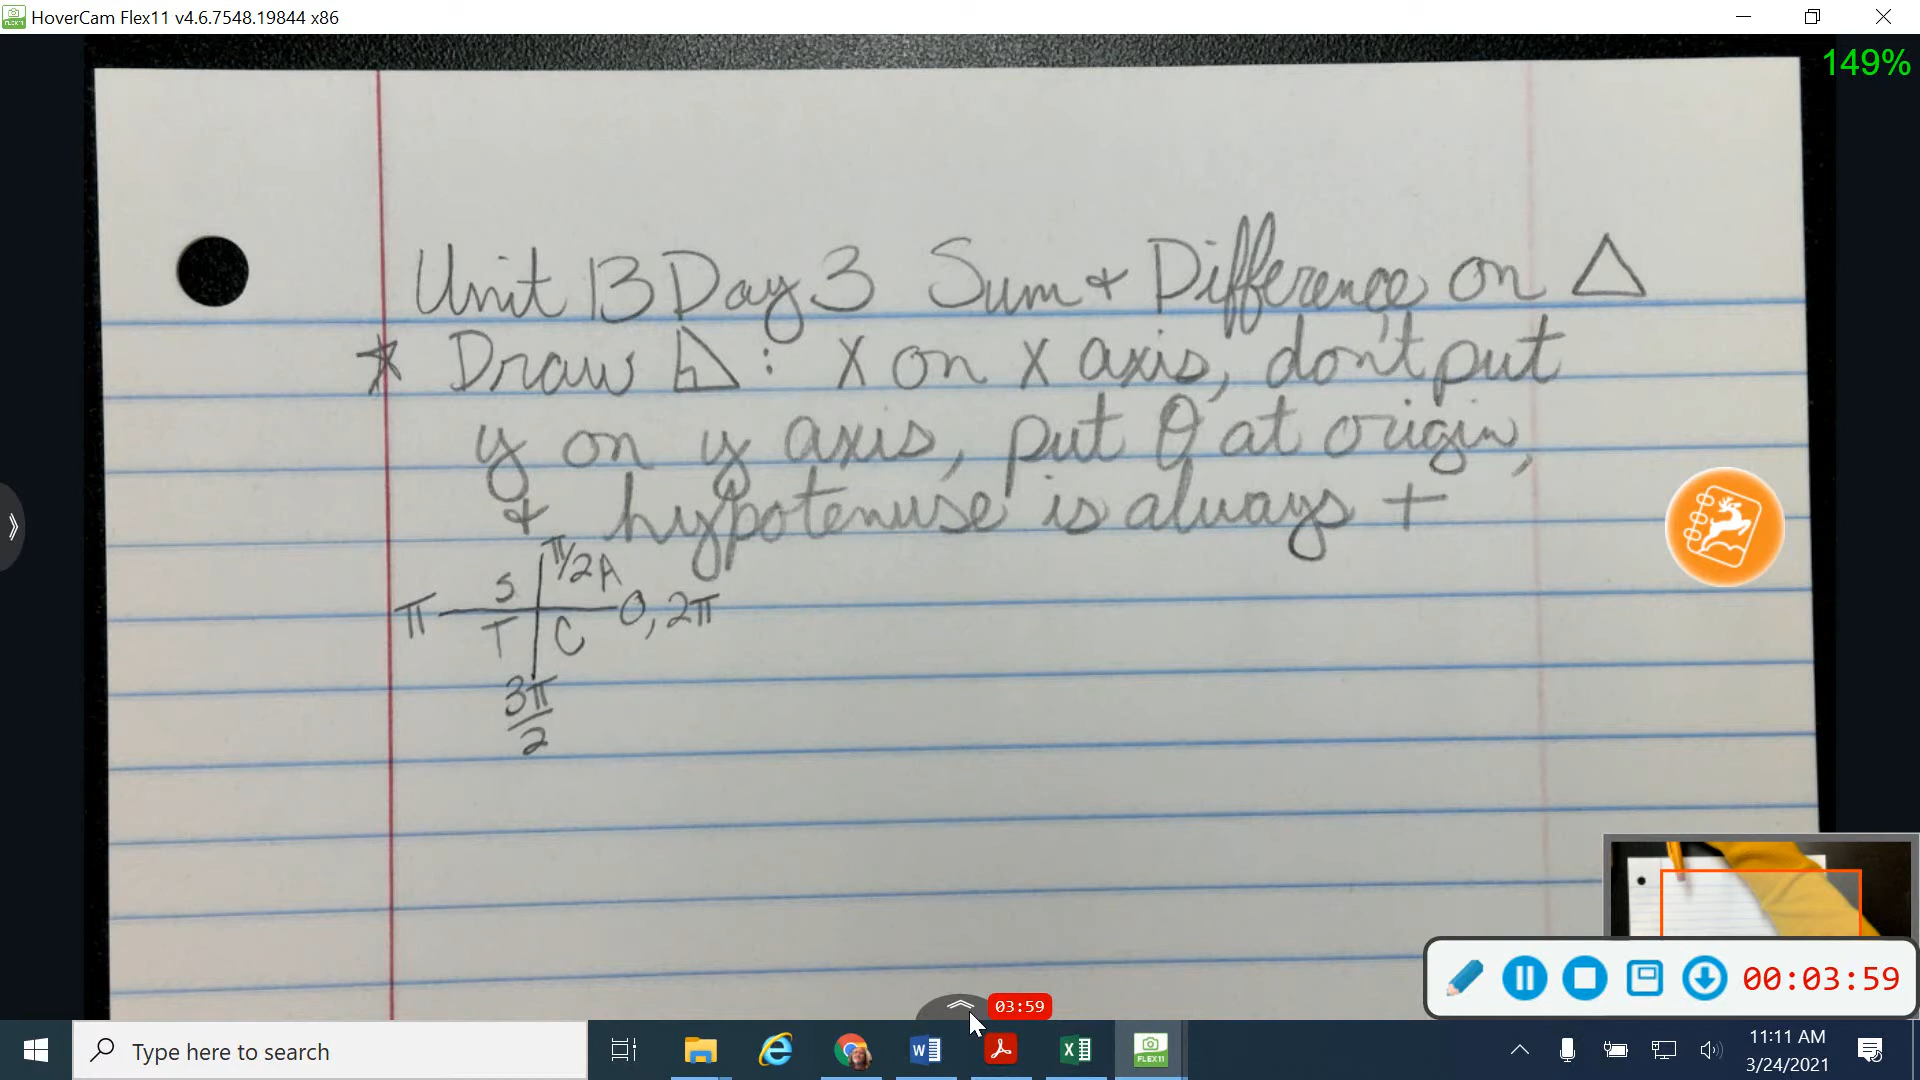 HoverCam Flex11 v4.6.7548.19844 x86
149%
Unit 13 Day 3 Sum + Difference on △
* Draw ◺: X on X axis, don't put
y on y axis, put θ at origin,
+ hypotenuse is always +
π/2
S A
π 0, 2π
T C
3π
2
FLEX11
00:03:59
03:59
Type here to search
11:11 AM
3/24/2021